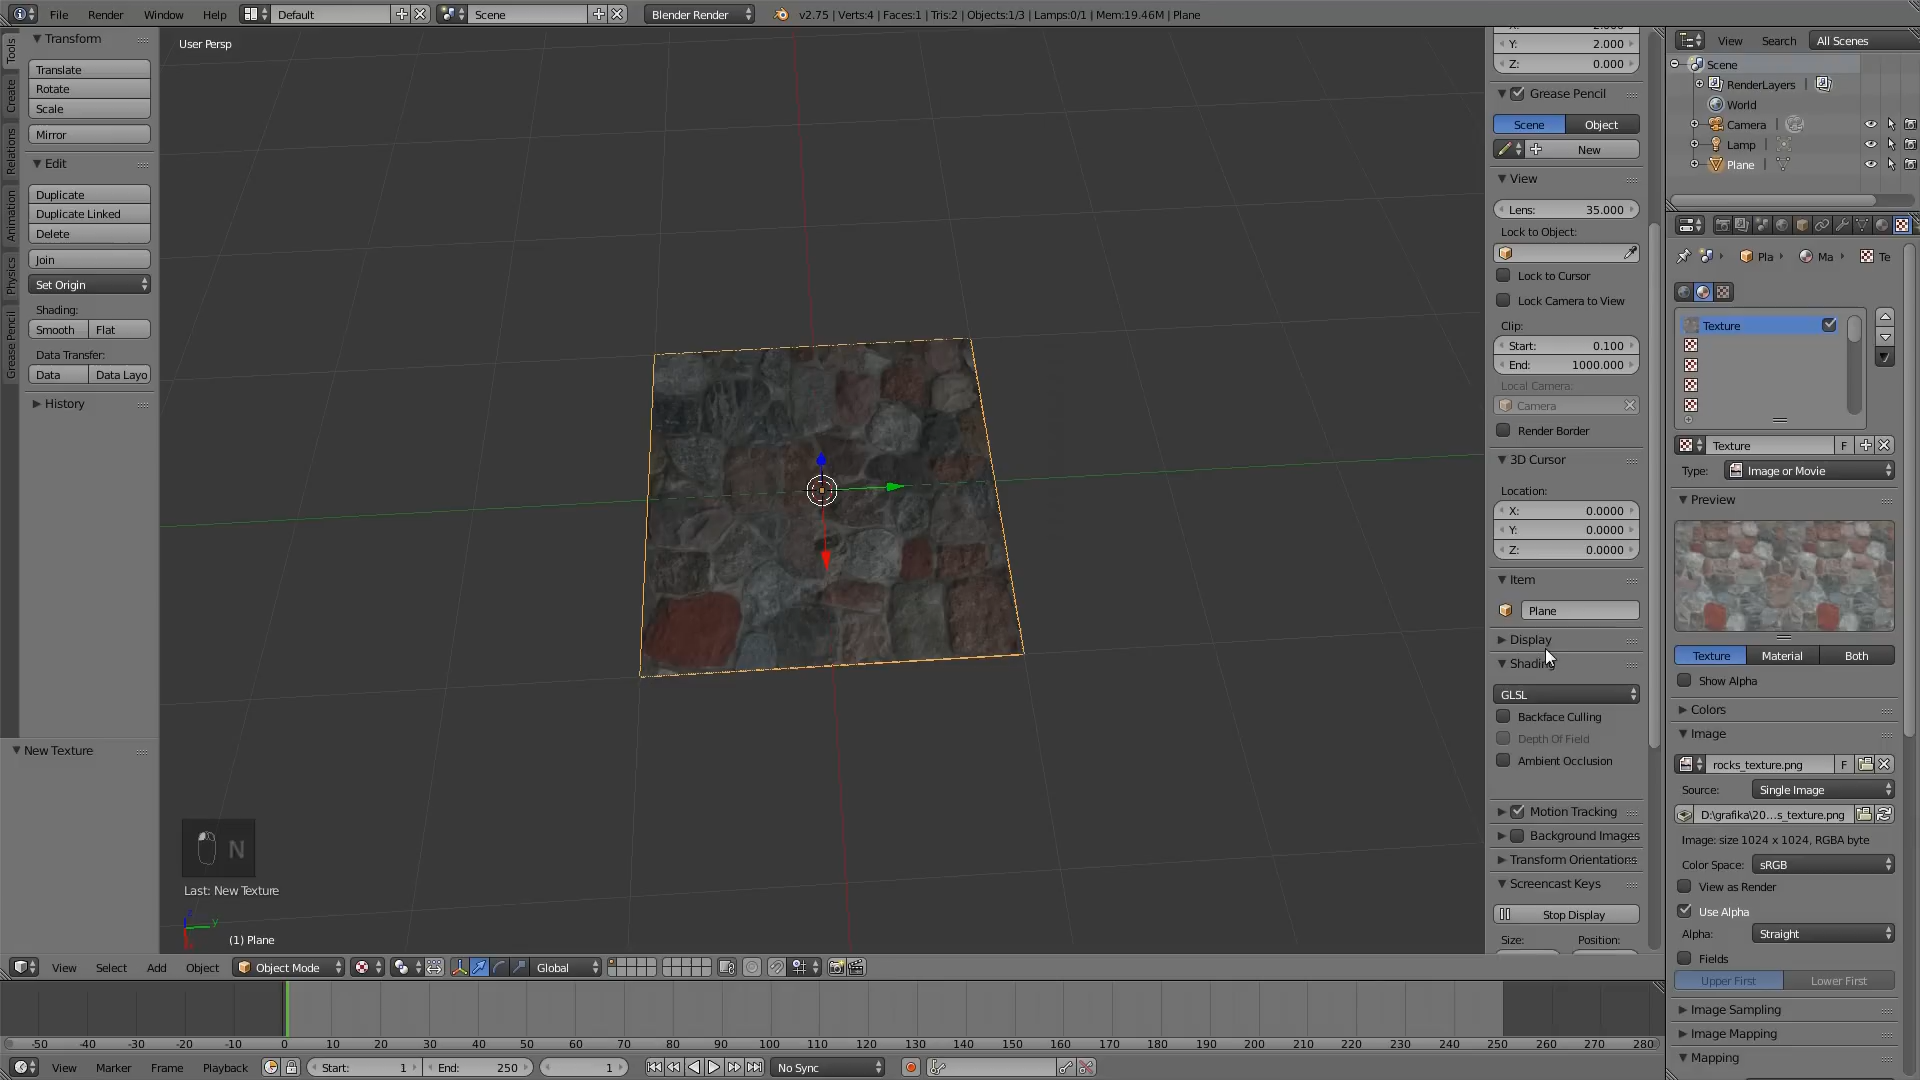 File Render Window Help Default Scene Blender Render v2.75 | Verts:4 | Faces:1 | Tris:2 | Objects:1/3 | Lamps:0/1 | Mem:19.46M | Plane
Tools
Create
Relations
Animation
Physics
Grease Pencil
Transform
Translate
Rotate
Scale
Mirror
Edit
Duplicate
Duplicate Linked
Delete
Join
Set Origin
Shading:
Smooth Flat
Data Transfer:
Data Data Layo
History
New Texture
User Persp
N
Last: New Texture
(1) Plane
Y: 2.000
Z: 0.000
Grease Pencil
Scene Object
New
View
Lens: 35.000
Lock to Object:
Lock to Cursor
Lock Camera to View
Clip:
Start: 0.100
End: 1000.000
Local Camera:
Camera
Render Border
3D Cursor
Location:
X: 0.0000
Y: 0.0000
Z: 0.0000
Item
Plane
Display
Shading
GLSL
Backface Culling
Depth Of Field
Ambient Occlusion
Motion Tracking
Background Images
Transform Orientations
Screencast Keys
Stop Display
Size: Position:
View Search All Scenes
Scene
RenderLayers
World
Camera
Lamp
Plane
Pla Ma Te
Texture
Texture F
Type: Image or Movie
Preview
Texture Material Both
Show Alpha
Colors
Image
rocks_texture.png F
Source: Single Image
D:\grafika\20...s_texture.png
Image: size 1024 x 1024, RGBA byte
Color Space: sRGB
View as Render
Use Alpha
Alpha: Straight
Fields
Upper First Lower First
Image Sampling
Image Mapping
Mapping
View Select Add Object Object Mode Global
-50 -40 -30 -20 -10 0 10 20 30 40 50 60 70 80 90 100 110 120 130 140 150 160 170 180 190 200 210 220 230 240 250 260 270 280
View Marker Frame Playback Start: 1 End: 250 1 No Sync